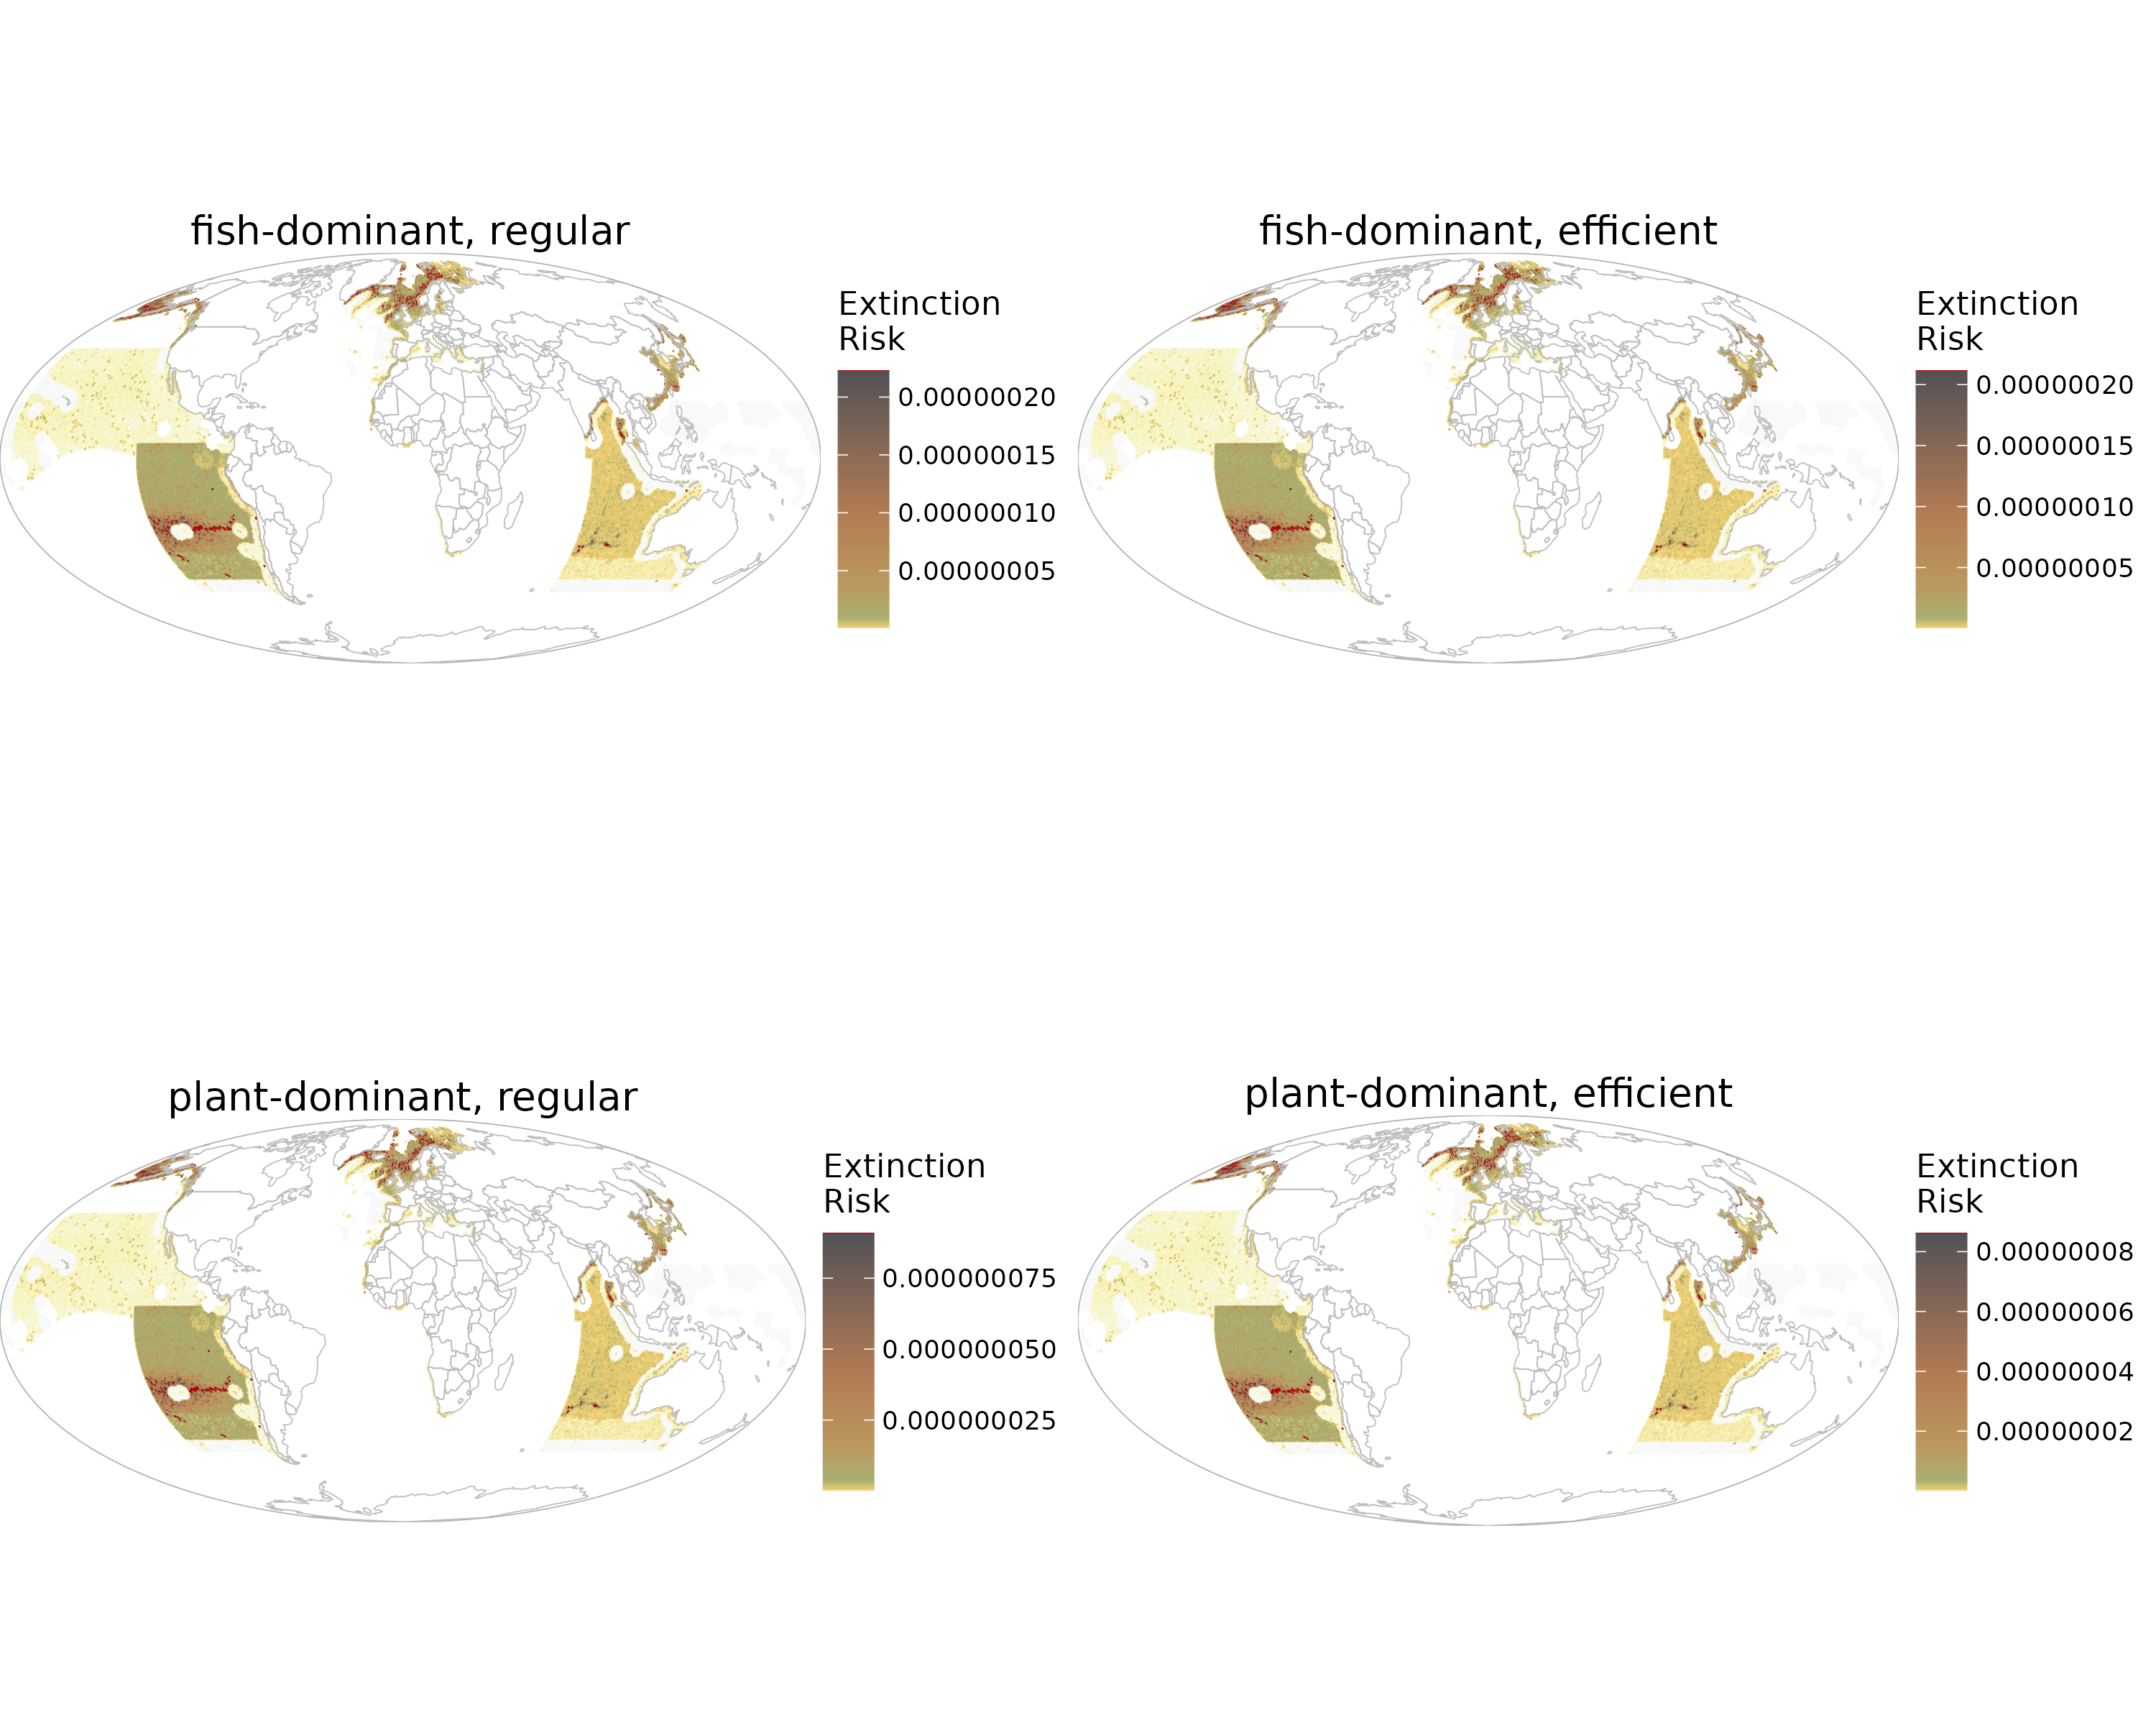 fish-dominant, regular
Extinction
Risk
0.00000020
0.00000015
0.00000010
0.00000005
fish-dominant, efficient
Extinction
Risk
0.00000020
0.00000015
0.00000010
0.00000005
plant-dominant, regular
Extinction
Risk
0.000000075
0.000000050
0.000000025
plant-dominant, efficient
Extinction
Risk
0.00000008
0.00000006
0.00000004
0.00000002